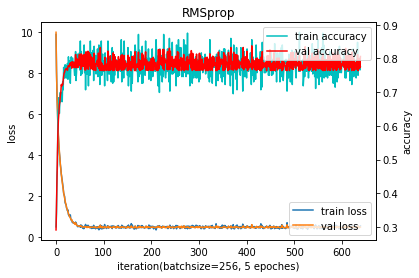 RMSprop
train accuracy
val accuracy
train loss
val loss
loss
accuracy
10
8
6
4
2
0
0.9
0.8
0.7
0.6
0.5
0.4
0.3
0
100
200
300
400
500
600
iteration(batchsize=256, 5 epoches)